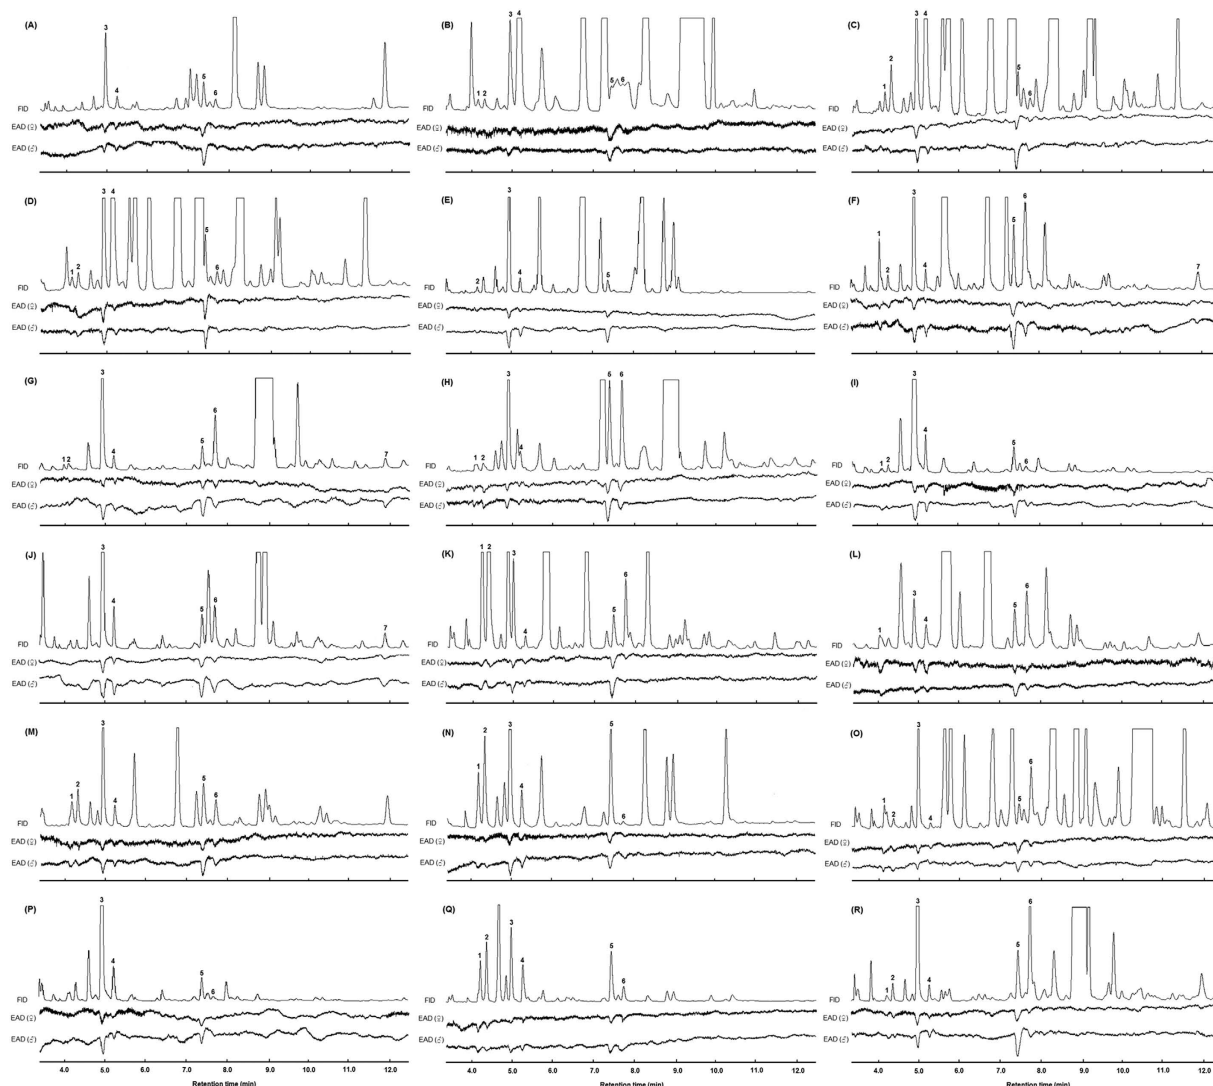 (A) 3 4 5 6
FID
EAD (♀)
EAD (♂)
(B) 1 2 3 4 5 6
FID
EAD (♀)
EAD (♂)
(C) 1 2 3 4 5 6
FID
EAD (♀)
EAD (♂)
(D) 1 2 3 4 5 6
FID
EAD (♀)
EAD (♂)
(E) 2 3 4 5
FID
EAD (♀)
EAD (♂)
(F) 1 2 3 4 5 6 7
FID
EAD (♀)
EAD (♂)
(G) 1 2 3 4 5 6 7
FID
EAD (♀)
EAD (♂)
(H) 1 2 3 4 5 6
FID
EAD (♀)
EAD (♂)
(I) 1 2 3 4 5 6
FID
EAD (♀)
EAD (♂)
(J) 3 4 5 6 7
FID
EAD (♀)
EAD (♂)
(K) 1 2 3 4 5 6
FID
EAD (♀)
EAD (♂)
(L) 1 3 4 5 6
FID
EAD (♀)
EAD (♂)
(M) 1 2 3 4 5 6
FID
EAD (♀)
EAD (♂)
(N) 1 2 3 4 5 6
FID
EAD (♀)
EAD (♂)
(O) 1 2 3 4 5 6
FID
EAD (♀)
EAD (♂)
(P) 3 4 5 6
FID
EAD (♀)
EAD (♂)
4.0 5.0 6.0 7.0 8.0 9.0 10.0 11.0 12.0
Retention time (min)
(Q) 1 2 3 4 5 6
FID
EAD (♀)
EAD (♂)
4.0 5.0 6.0 7.0 8.0 9.0 10.0 11.0 12.0
Retention time (min)
(R) 1 2 3 4 5 6
FID
EAD (♀)
EAD (♂)
4.0 5.0 6.0 7.0 8.0 9.0 10.0 11.0 12.0
Retention time (min)